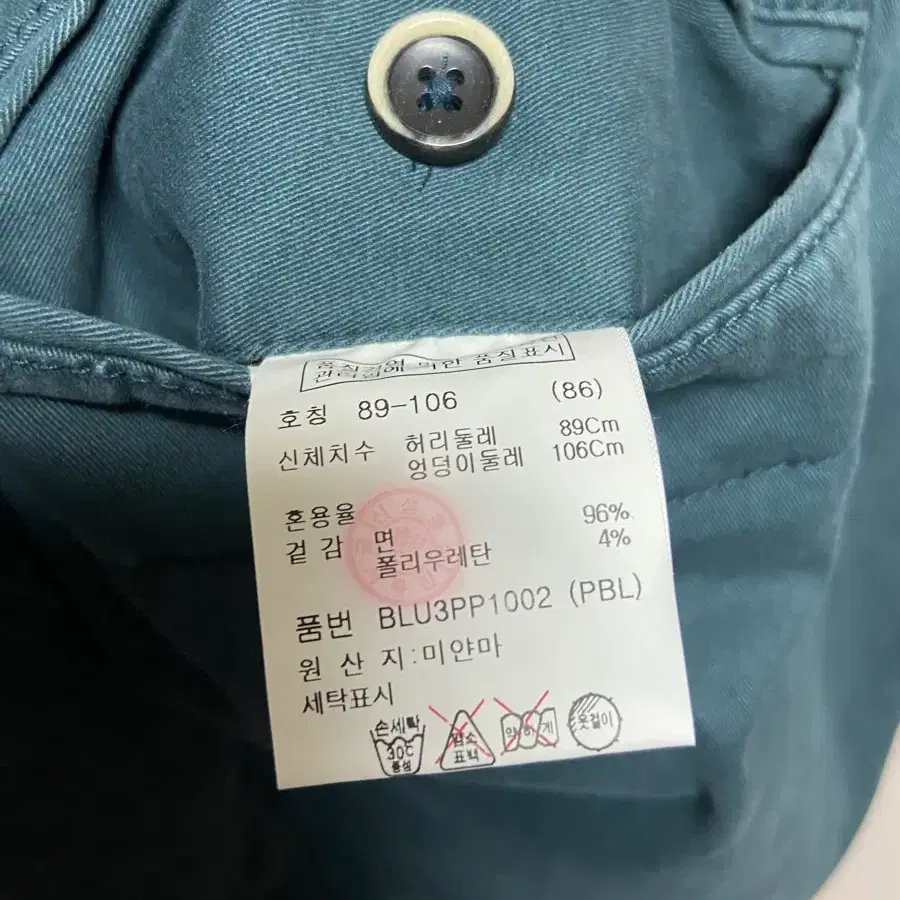 관리법에 의한 품질표시
호칭 89-106 (86)
신체치수 허리둘레 89Cm
엉덩이둘레 106Cm
혼용율
겉감 면 96%
폴리우레탄 4%
품번 BLU3PP1002 (PBL)
원산지:미얀마
세탁표시
손세탁 30℃ 중성
염소 표백
약하게
옷걸이